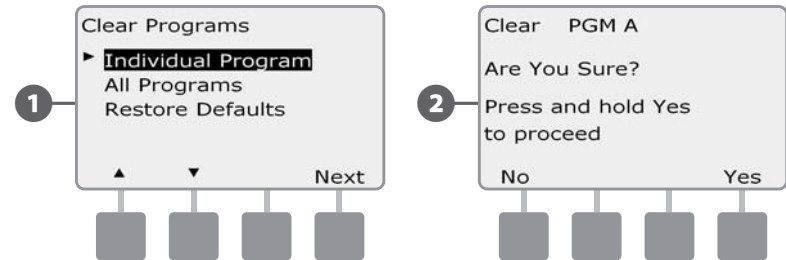 Clear Programs
► Individual Program
All Programs
Restore Defaults
▲ ▼ Next
1
Clear PGM A
Are You Sure?
Press and hold Yes
to proceed
No Yes
2